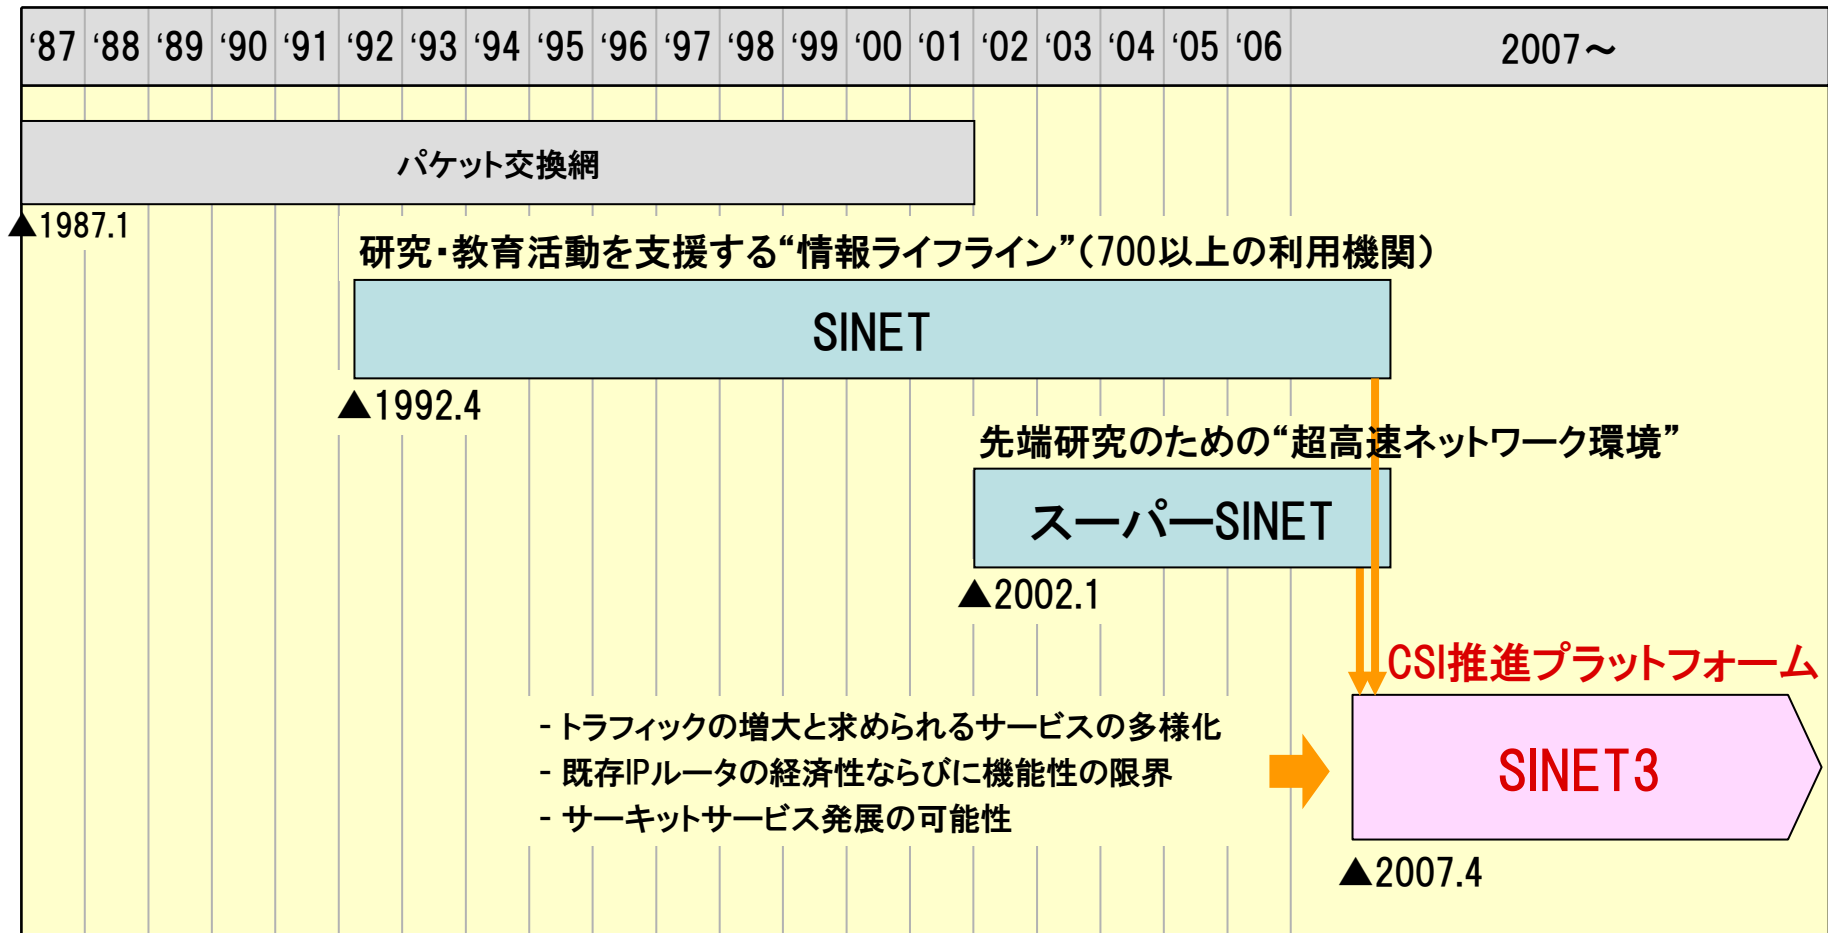 ‘87 ‘88 ‘89 ‘90 ‘91 ‘92 ‘93 ‘94 ‘95 ‘96 ‘97 ‘98 ‘99 ‘00 ‘01 ‘02 ‘03 ‘04 ‘05 ‘06 2007～
パケット交換網
▲1987.1
研究・教育活動を支援する“情報ライフライン”（700以上の利用機関）
SINET
▲1992.4
先端研究のための“超高速ネットワーク環境”
スーパーSINET
▲2002.1
CSI推進プラットフォーム
- トラフィックの増大と求められるサービスの多様化
- 既存IPルータの経済性ならびに機能性の限界
- サーキットサービス発展の可能性
SINET3
▲2007.4